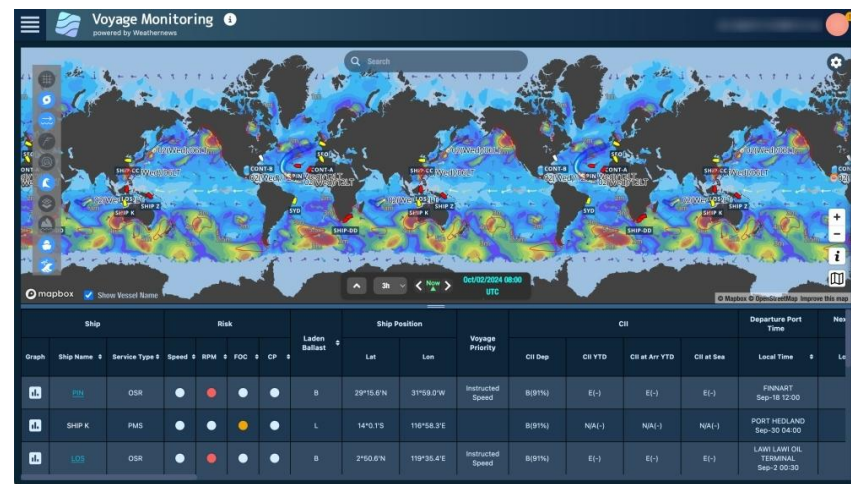 Voyage Monitoring
powered by Weathernews
Search
CONT-B
CONT-A
SHIP-CC
SHIP Z
SHIP K
SYD
SHIP-DD
mapbox
Show Vessel Name
3h
Now
Oct/02/2024 08:00
UTC
© Mapbox © OpenStreetMap Improve this map
Ship
Risk
Laden Ballast
Ship Position
Voyage Priority
CII
Departure Port Time
Graph
Ship Name
Service Type
Speed
RPM
FOC
CP
Lat
Lon
CII Dep
CII YTD
CII at Arr YTD
CII at Sea
Local Time
PIN OSR B 29°15.6'N 31°59.0'W Instructed Speed B(91%) E(-) E(-) E(-) FINNART Sep-18 12:00
SHIP K PMS L 14°0.1'S 116°58.3'E B(91%) N/A(-) N/A(-) N/A(-) PORT HEDLAND Sep-30 04:00
LOS OSR B 2°50.6'N 119°35.4'E Instructed Speed B(91%) E(-) E(-) E(-) LAWI LAWI OIL TERMINAL Sep-2 00:30